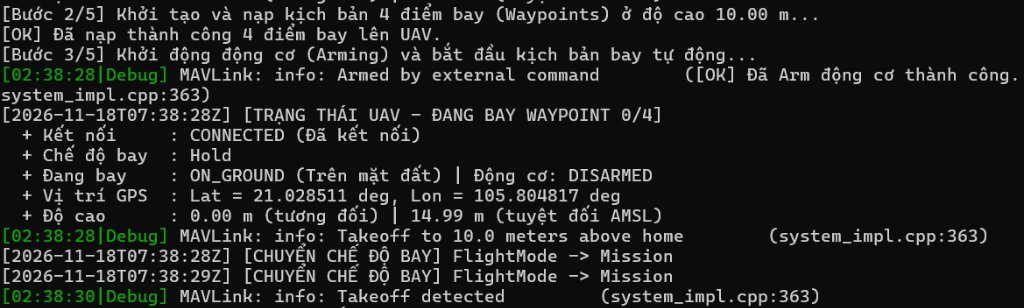 [Bước 2/5] Khởi tạo và nạp kịch bản 4 điểm bay (Waypoints) ở độ cao 10.00 m...
[OK] Đã nạp thành công 4 điểm bay lên UAV.
[Bước 3/5] Khởi động động cơ (Arming) và bắt đầu kịch bản bay tự động...
[02:38:28|Debug] MAVLink: info: Armed by external command ([OK] Đã Arm động cơ thành công.
system_impl.cpp:363)
[2026-11-18T07:38:28Z] [TRẠNG THÁI UAV - ĐANG BAY WAYPOINT 0/4]
+ Kết nối : CONNECTED (Đã kết nối)
+ Chế độ bay : Hold
+ Đang bay : ON_GROUND (Trên mặt đất) | Động cơ: DISARMED
+ Vị trí GPS : Lat = 21.028511 deg, Lon = 105.804817 deg
+ Độ cao : 0.00 m (tương đối) | 14.99 m (tuyệt đối AMSL)
[02:38:28|Debug] MAVLink: info: Takeoff to 10.0 meters above home (system_impl.cpp:363)
[2026-11-18T07:38:28Z] [CHUYỂN CHẾ ĐỘ BAY] FlightMode -> Mission
[2026-11-18T07:38:29Z] [CHUYỂN CHẾ ĐỘ BAY] FlightMode -> Mission
[02:38:30|Debug] MAVLink: info: Takeoff detected (system_impl.cpp:363)